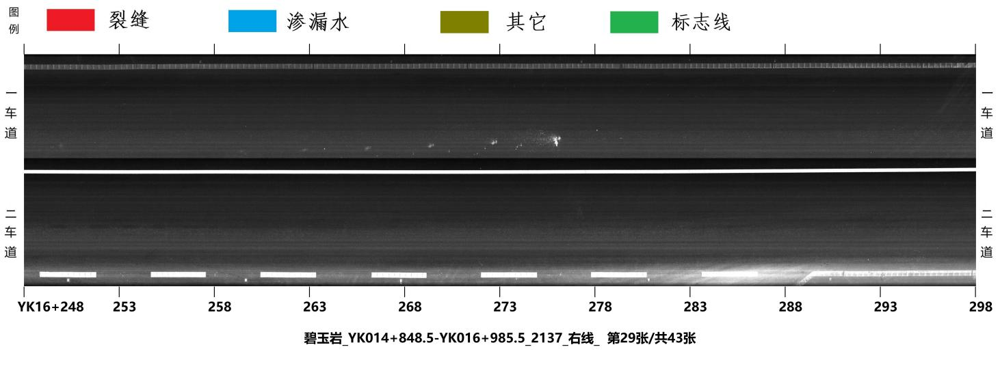 图例 裂缝 渗漏水 其它 标志线
一车道 一车道
二车道 二车道
YK16+248 253 258 263 268 273 278 283 288 293 298
碧玉岩_YK014+848.5-YK016+985.5_2137_右线_ 第29张/共43张